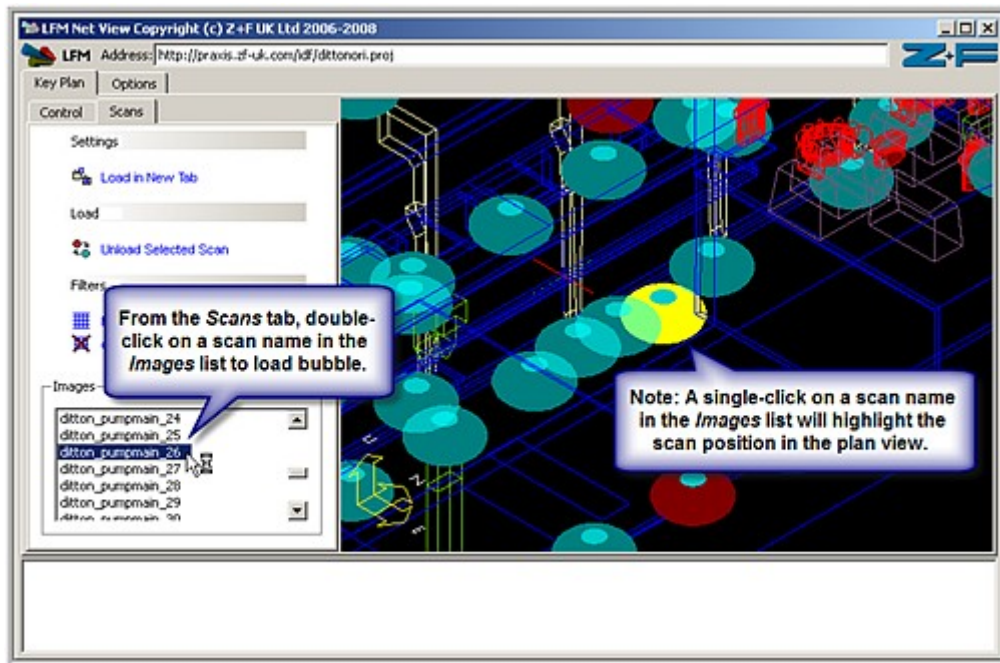 LFM Net View Copyright (c) Z+F UK Ltd 2006-2008
LFM Address: http://praxis.zf-uk.com/ldf/dittonori.proj
Z+F
Key Plan Options
Control Scans
Settings
Load in New Tab
Load
Unload Selected Scan
Filters
From the Scans tab, double-
click on a scan name in the
Images list to load bubble.
Images
ditton_pumpmain_24
ditton_pumpmain_25
ditton_pumpmain_26
ditton_pumpmain_27
ditton_pumpmain_28
ditton_pumpmain_29
ditton_pumpmain_30
Note: A single-click on a scan name
in the Images list will highlight the
scan position in the plan view.
N
E